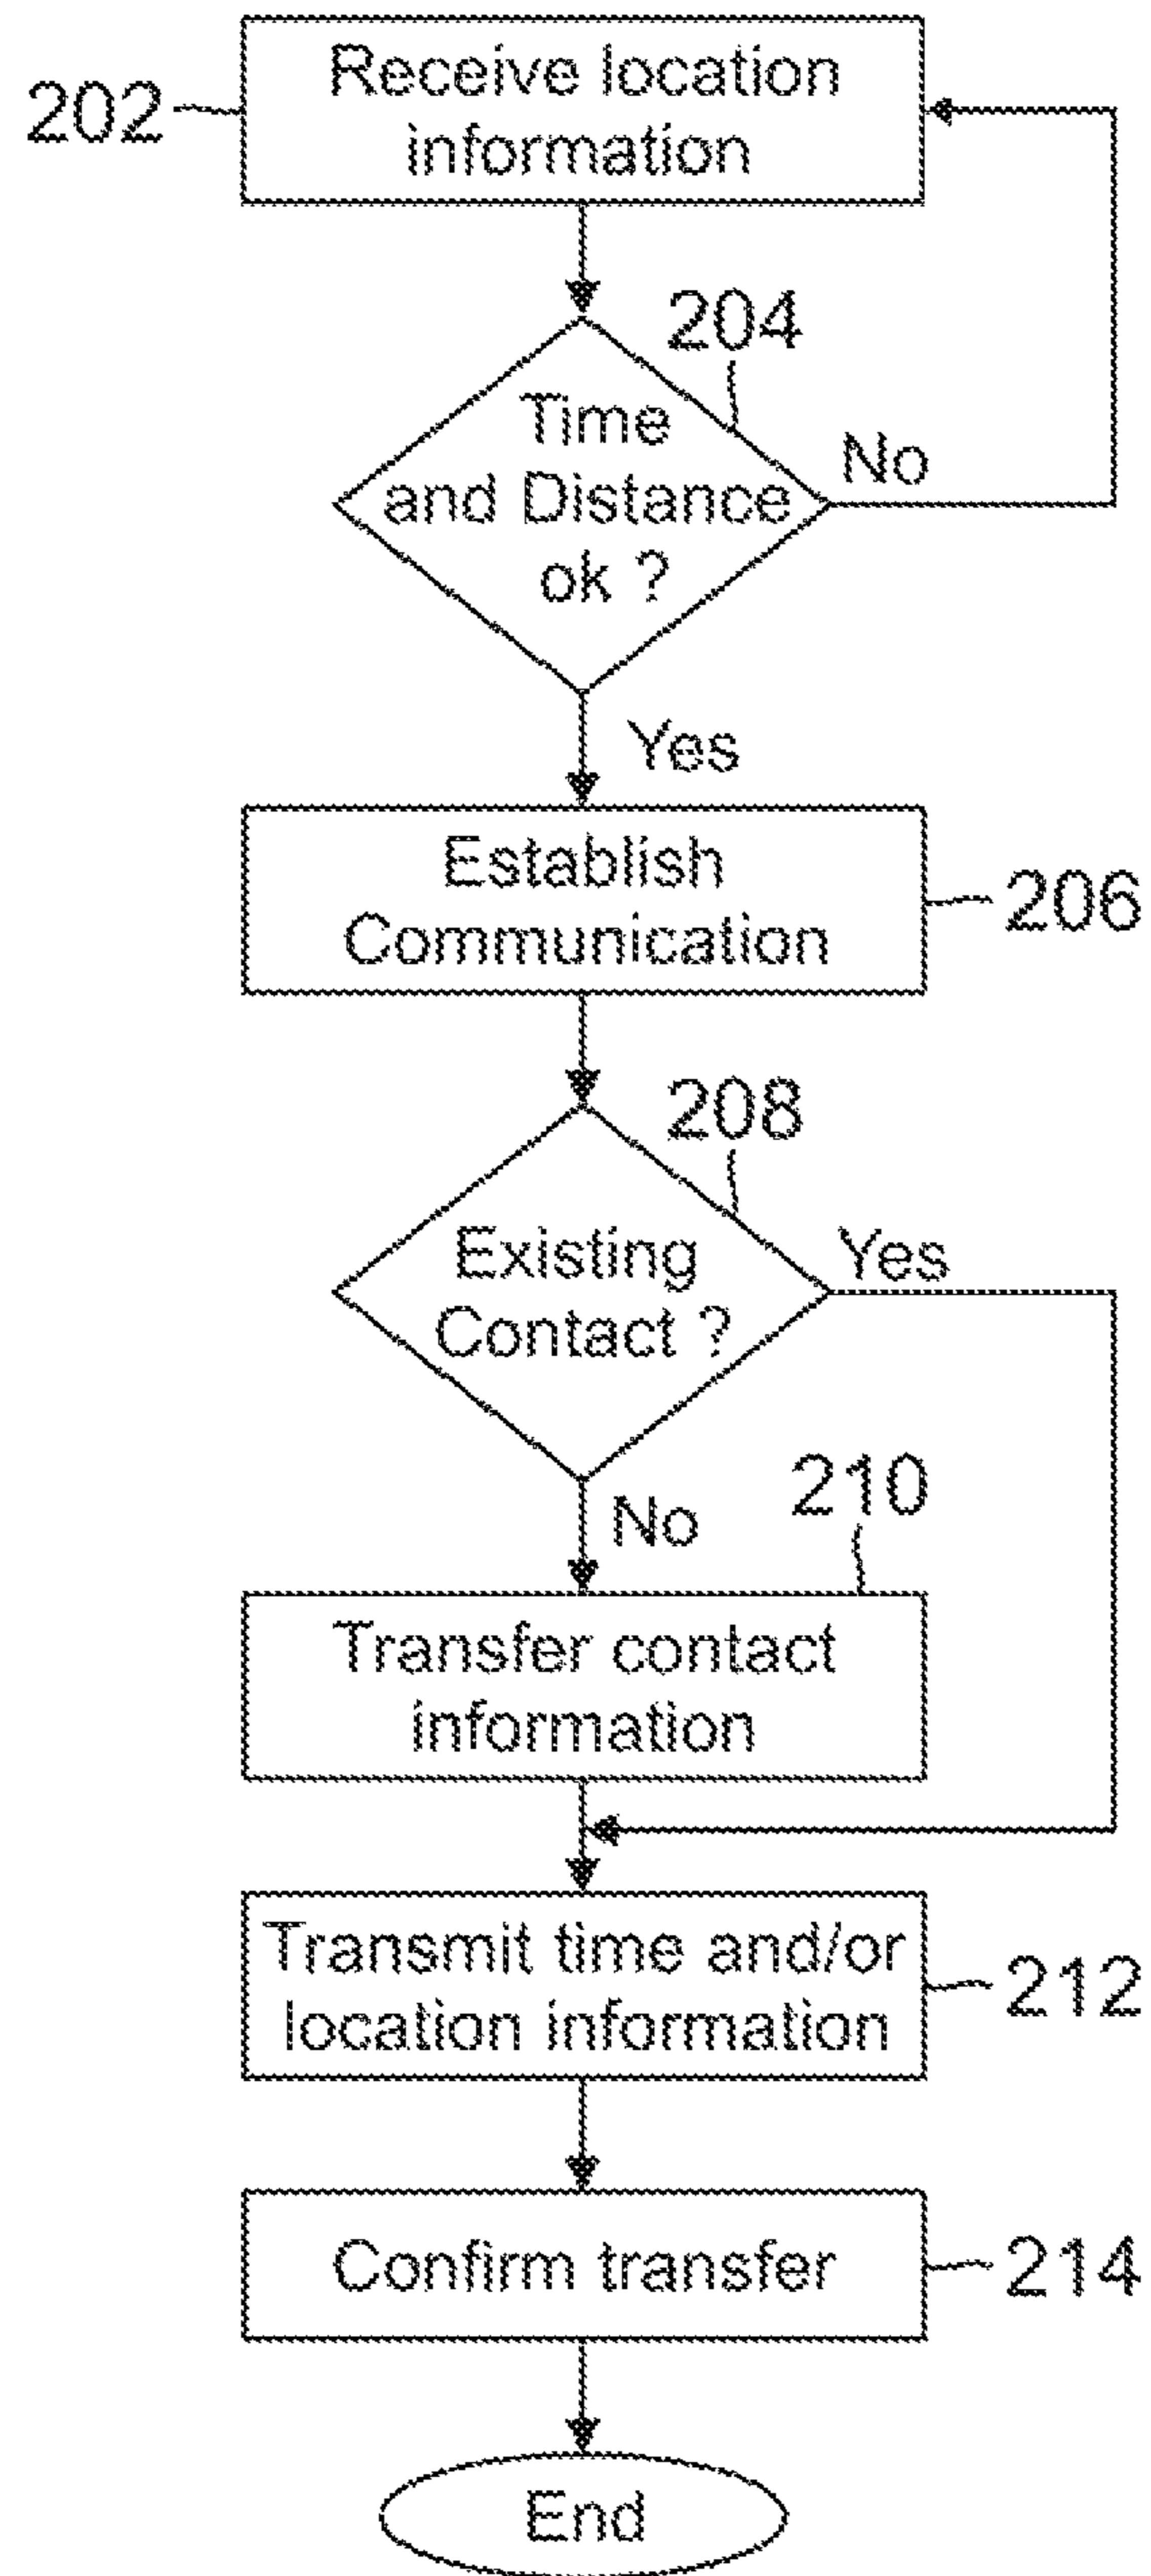 Receive location
information
202
204
Time
and Distance
ok ?
No
Yes
Establish
Communication
206
208
Existing
Contact ?
Yes
No
210
Transfer contact
information
Transmit time and/or
location information
212
Confirm transfer
214
End